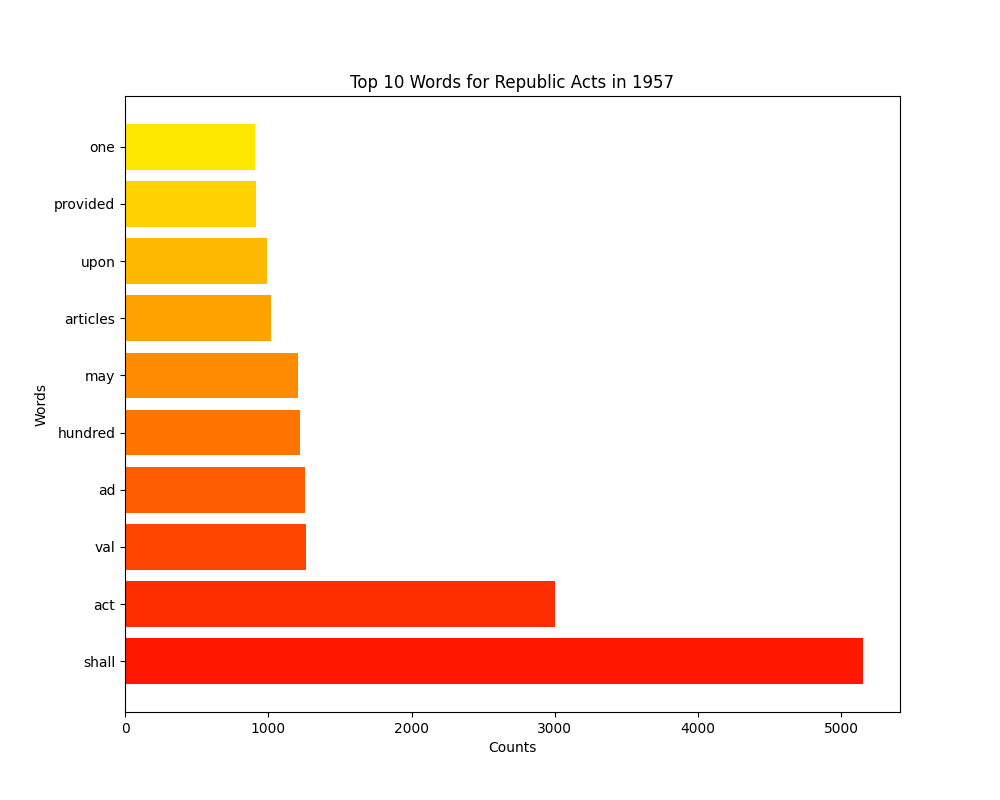 Top 10 Words for Republic Acts in 1957
one
provided
upon
articles
may
hundred
ad
val
act
shall
Words
0 1000 2000 3000 4000 5000
Counts